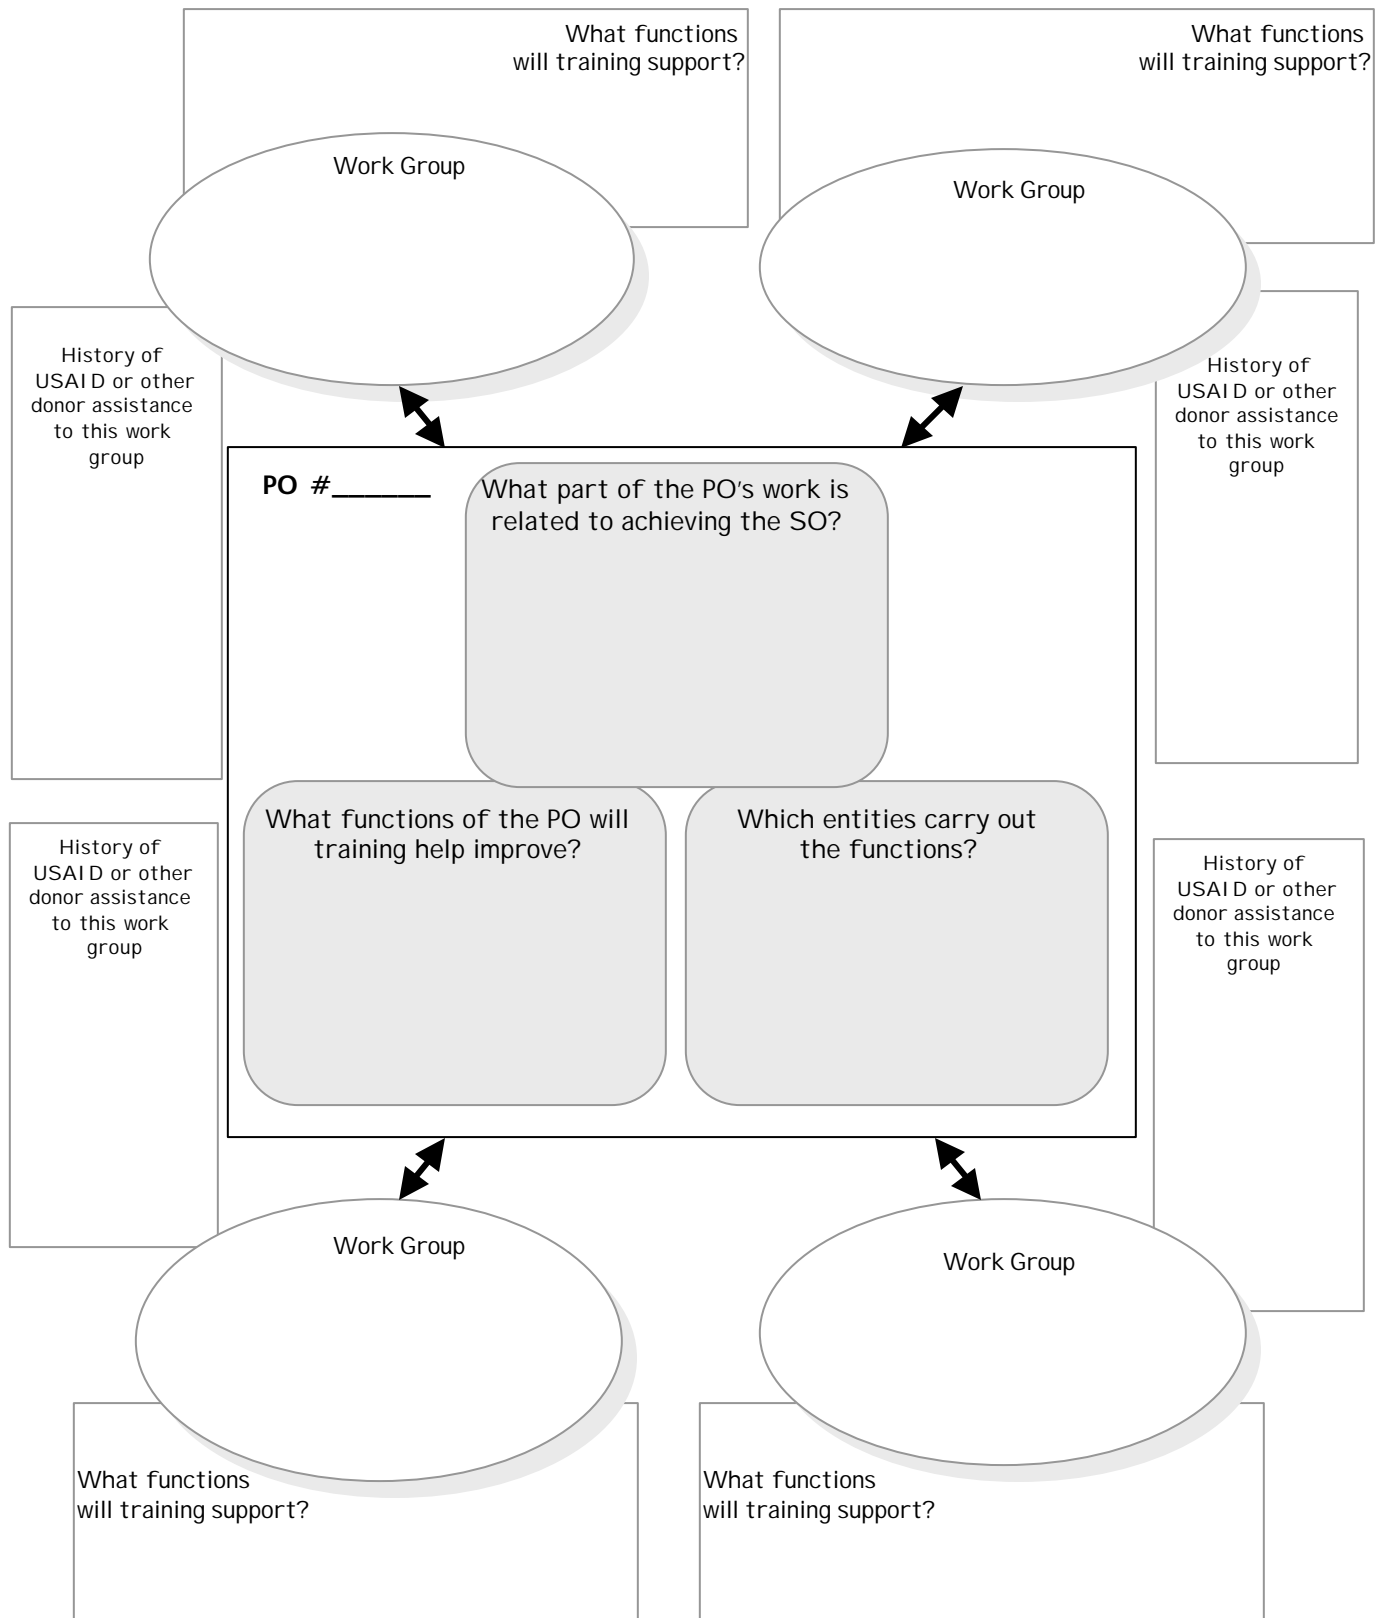 What functions
will training support?
What functions
will training support?
Work Group
Work Group
History of
USAID or other
donor assistance
to this work
group
History of
USAID or other
donor assistance
to this work
group
PO #______
What part of the PO's work is
related to achieving the SO?
What functions of the PO will
training help improve?
Which entities carry out
the functions?
History of
USAID or other
donor assistance
to this work
group
History of
USAID or other
donor assistance
to this work
group
Work Group
Work Group
What functions
will training support?
What functions
will training support?